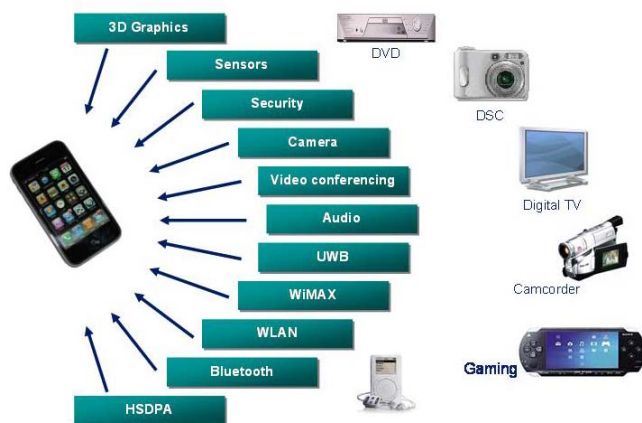 3D Graphics
DVD
Sensors
Security
DSC
Camera
Video conferencing
Digital TV
Audio
UWB
WiMAX
Camcorder
WLAN
Bluetooth
Gaming
HSDPA